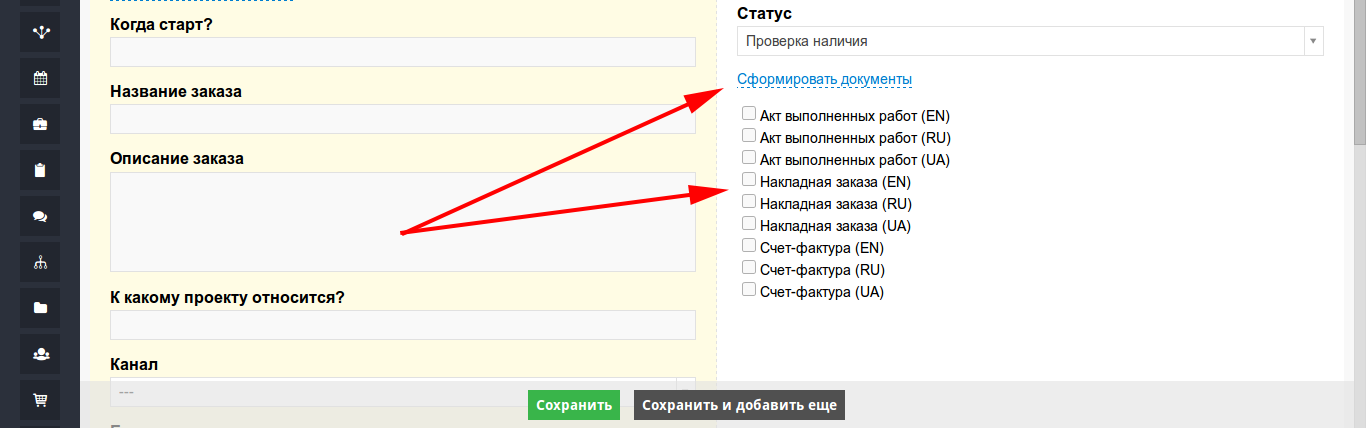 Когда старт?
Название заказа
Описание заказа
К какому проекту относится?
Канал
---
Статус
Проверка наличия
Сформировать документы
Акт выполненных работ (EN)
Акт выполненных работ (RU)
Акт выполненных работ (UA)
Накладная заказа (EN)
Накладная заказа (RU)
Накладная заказа (UA)
Счет-фактура (EN)
Счет-фактура (RU)
Счет-фактура (UA)
Сохранить
Сохранить и добавить еще